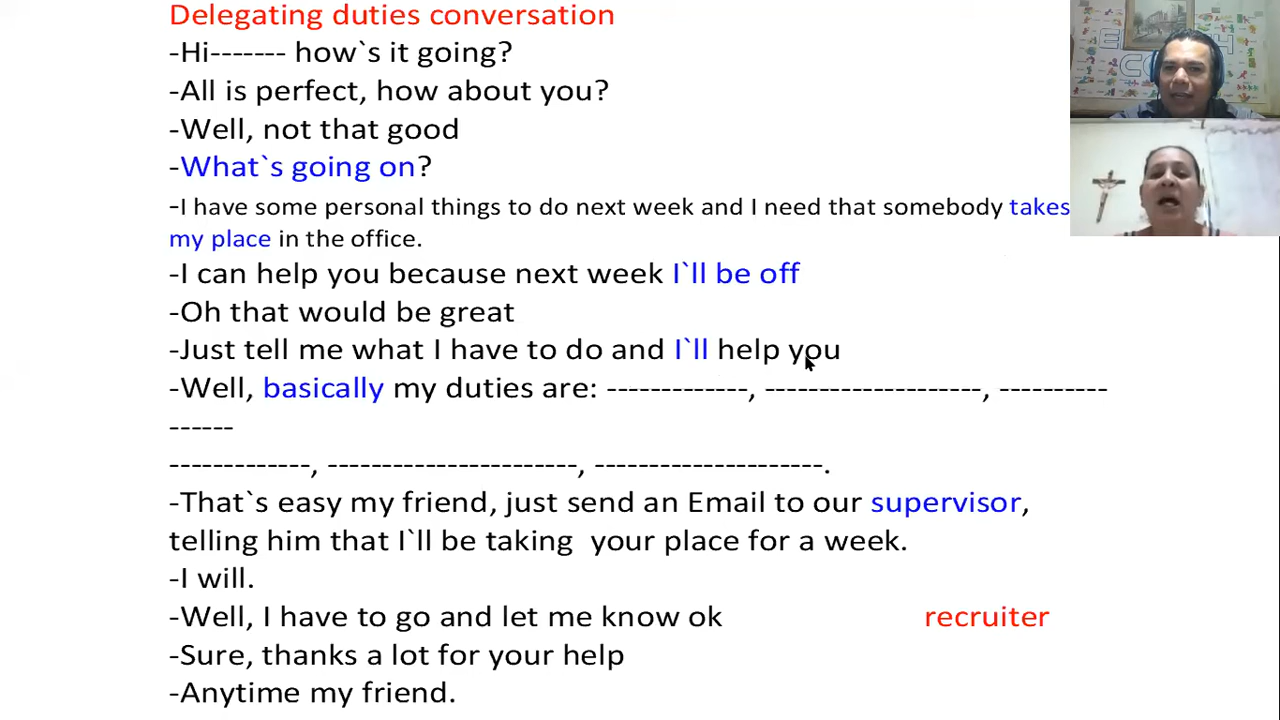 Delegating duties conversation
-Hi------- how`s it going?
-All is perfect, how about you?
-Well, not that good
-What`s going on?
-I have some personal things to do next week and I need that somebody takes
my place in the office.
-I can help you because next week I`ll be off
-Oh that would be great
-Just tell me what I have to do and I`ll help you
-Well, basically my duties are: -------------, --------------------, ----------
------
-------------, -----------------------, ---------------------.
-That`s easy my friend, just send an Email to our supervisor,
telling him that I`ll be taking  your place for a week.
-I will.
-Well, I have to go and let me know ok
recruiter
-Sure, thanks a lot for your help
-Anytime my friend.